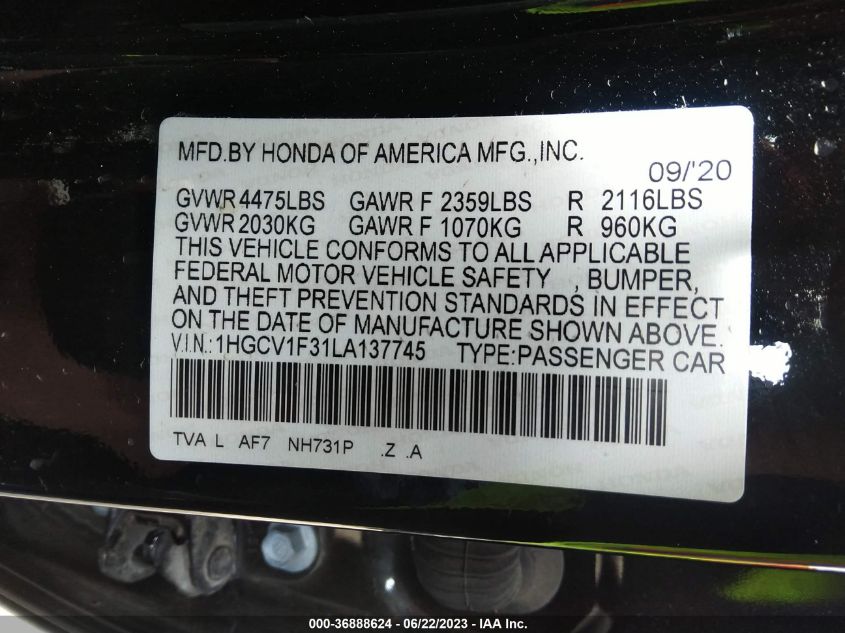 MFD.BY HONDA OF AMERICA MFG.,INC.
09/'20
GVWR 4475LBS GAWR F 2359LBS R 2116LBS
GVWR 2030KG GAWR F 1070KG R 960KG
THIS VEHICLE CONFORMS TO ALL APPLICABLE
FEDERAL MOTOR VEHICLE SAFETY , BUMPER,
AND THEFT PREVENTION STANDARDS IN EFFECT
ON THE DATE OF MANUFACTURE SHOWN ABOVE.
V.I.N.:1HGCV1F31LA137745 TYPE:PASSENGER CAR
TVA L AF7 NH731P .Z .A
000-36888624 - 06/22/2023 - IAA Inc.